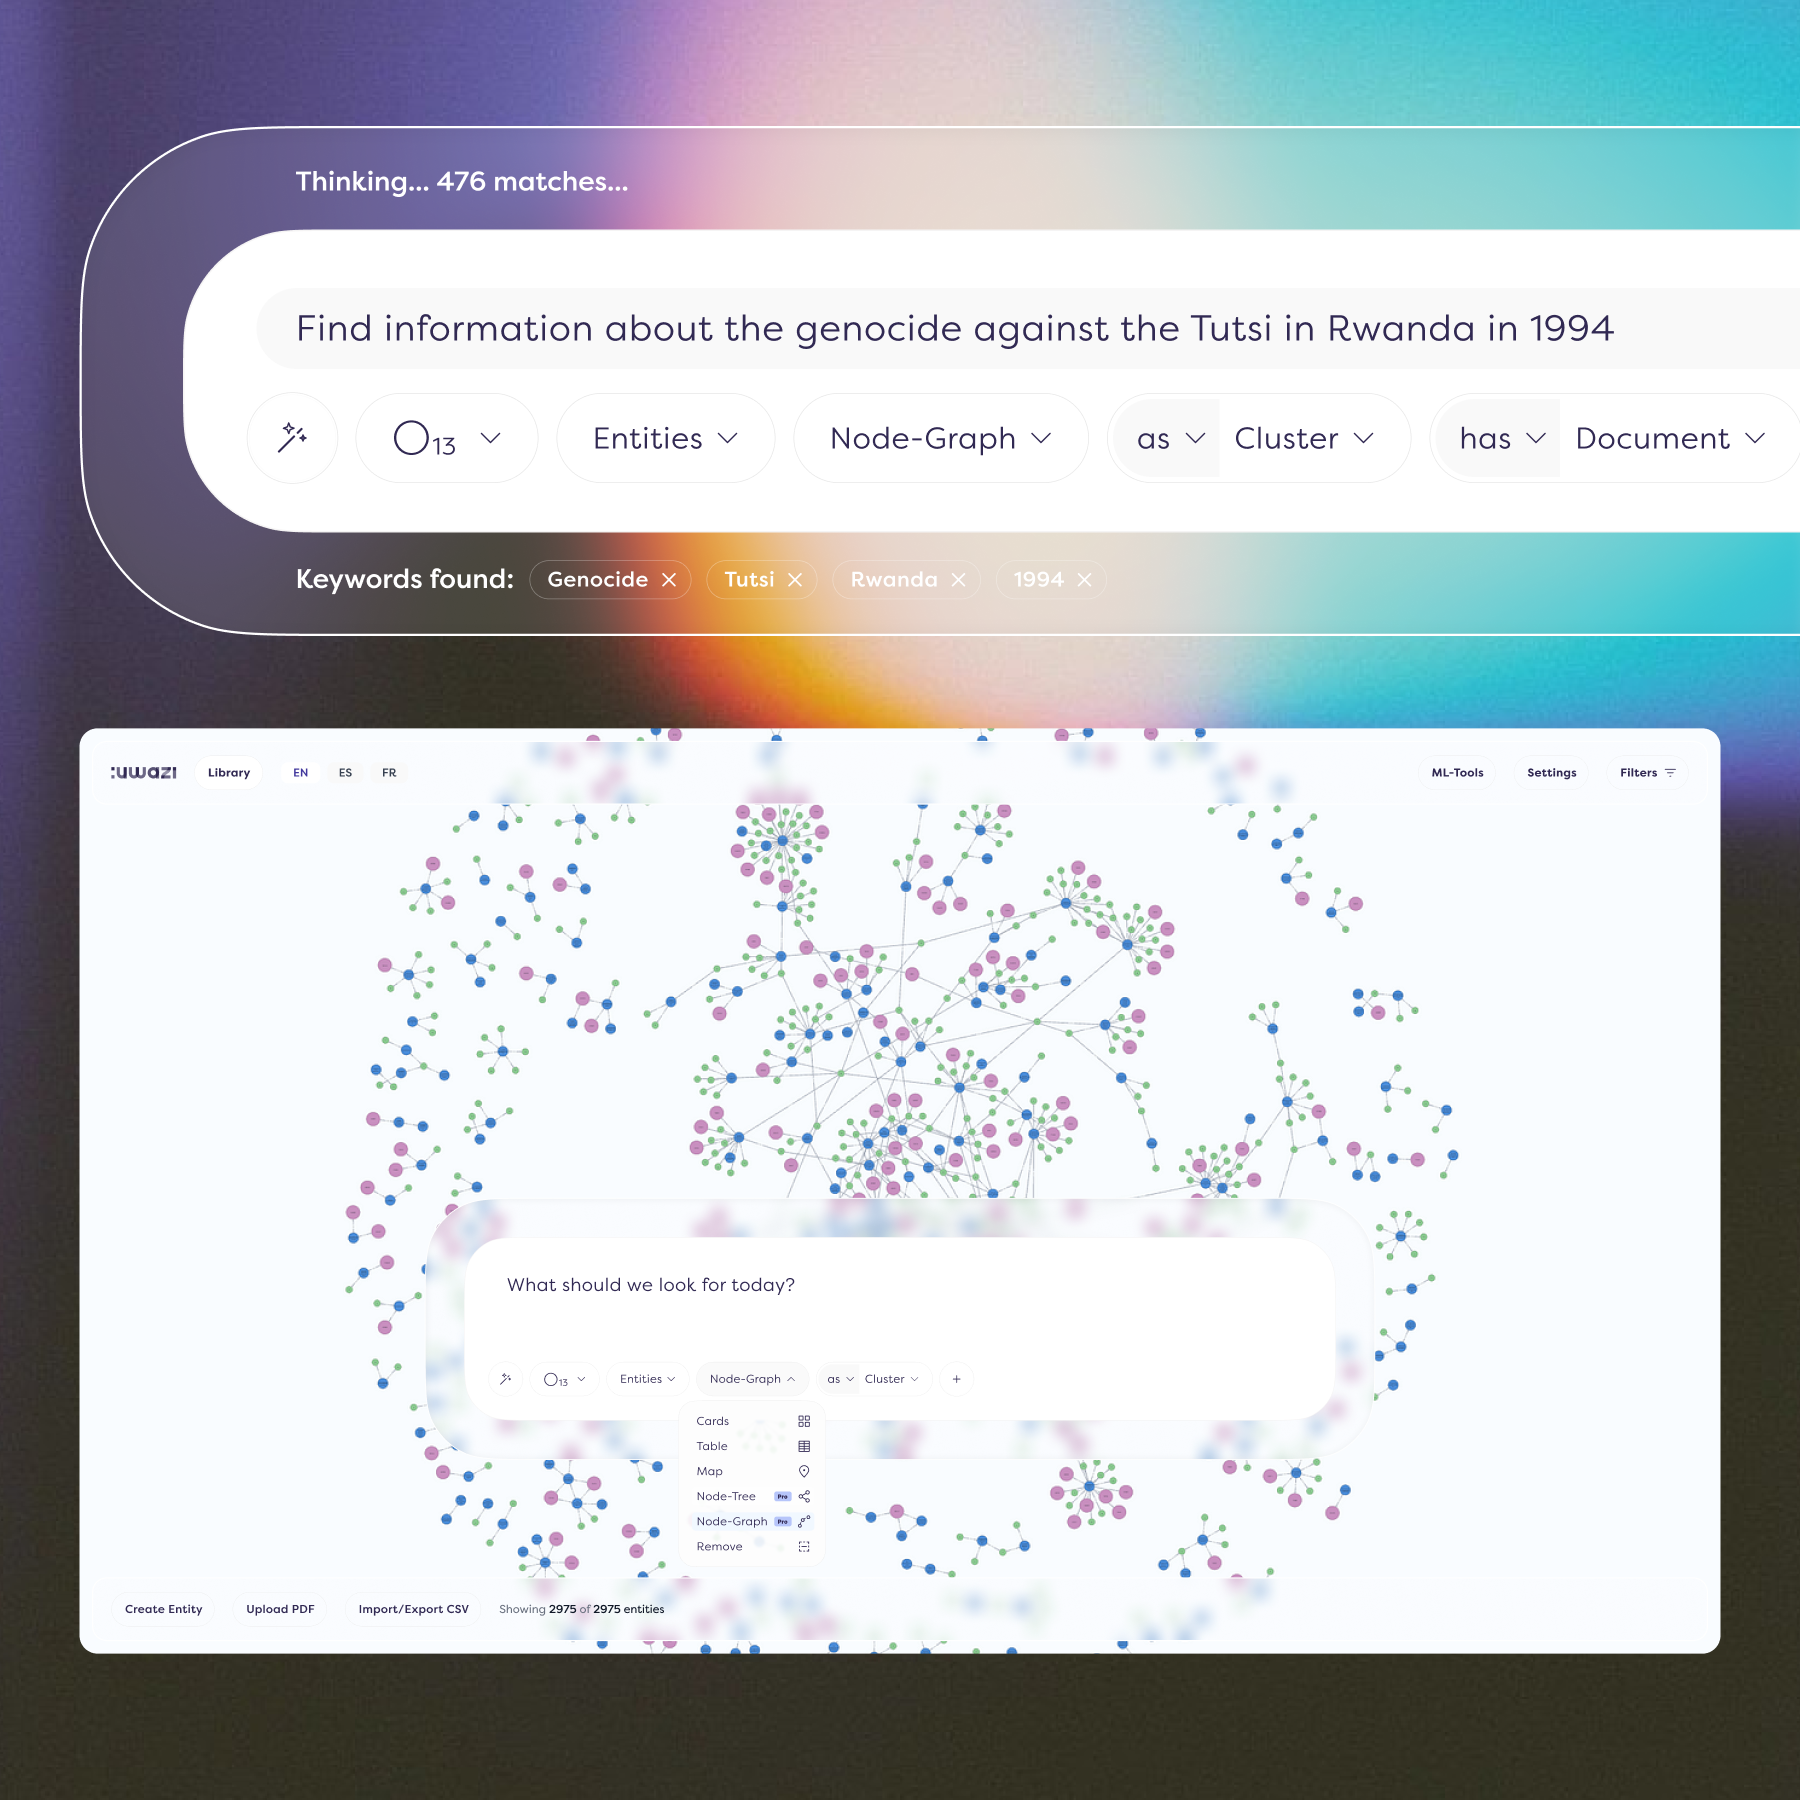 Thinking... 476 matches...
Find information about the genocide against the Tutsi in Rwanda in 1994
13 Entities Node-Graph as Cluster has Document
Keywords found: Genocide Tutsi Rwanda 1994
:uwazi Library EN ES FR ML-Tools Settings Filters
What should we look for today?
13 Entities Node-Graph as Cluster +
Cards
Table
Map
Node-Tree Pro
Node-Graph Pro
Remove
Create Entity Upload PDF Import/Export CSV Showing 2975 of 2975 entities